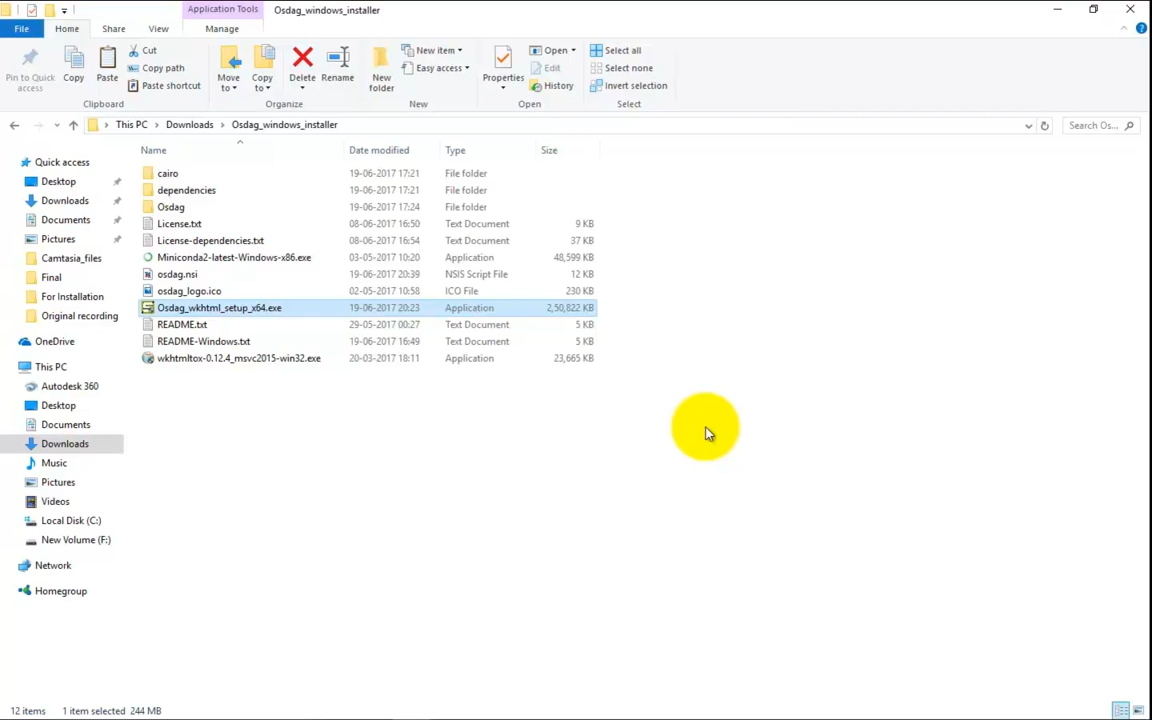 Application Tools
Osdag_windows_installer
File
Home
Share
View
Manage
Pin to Quick access
Copy
Paste
Cut
Copy path
Paste shortcut
Clipboard
Move to
Copy to
Delete
Rename
Organize
New folder
New item
Easy access
New
Properties
Open
Edit
History
Open
Select all
Select none
Invert selection
Select
This PC
Downloads
Osdag_windows_installer
Search Os...
Quick access
Desktop
Downloads
Documents
Pictures
Camtasia_files
Final
For Installation
Original recording
OneDrive
This PC
Autodesk 360
Desktop
Documents
Downloads
Music
Pictures
Videos
Local Disk (C:)
New Volume (F:)
Network
Homegroup
Name Date modified Type Size
cairo 19-06-2017 17:21 File folder
dependencies 19-06-2017 17:21 File folder
Osdag 19-06-2017 17:24 File folder
License.txt 08-06-2017 16:50 Text Document 9 KB
License-dependencies.txt 08-06-2017 16:54 Text Document 37 KB
Miniconda2-latest-Windows-x86.exe 03-05-2017 10:20 Application 48,599 KB
osdag.nsi 19-06-2017 20:39 NSIS Script File 12 KB
osdag_logo.ico 02-05-2017 10:58 ICO File 230 KB
Osdag_wkhtml_setup_x64.exe 19-06-2017 20:23 Application 2,50,822 KB
README.txt 29-05-2017 00:27 Text Document 5 KB
README-Windows.txt 19-06-2017 16:49 Text Document 5 KB
wkhtmltox-0.12.4_msvc2015-win32.exe 20-03-2017 18:11 Application 23,665 KB
12 items 1 item selected 244 MB